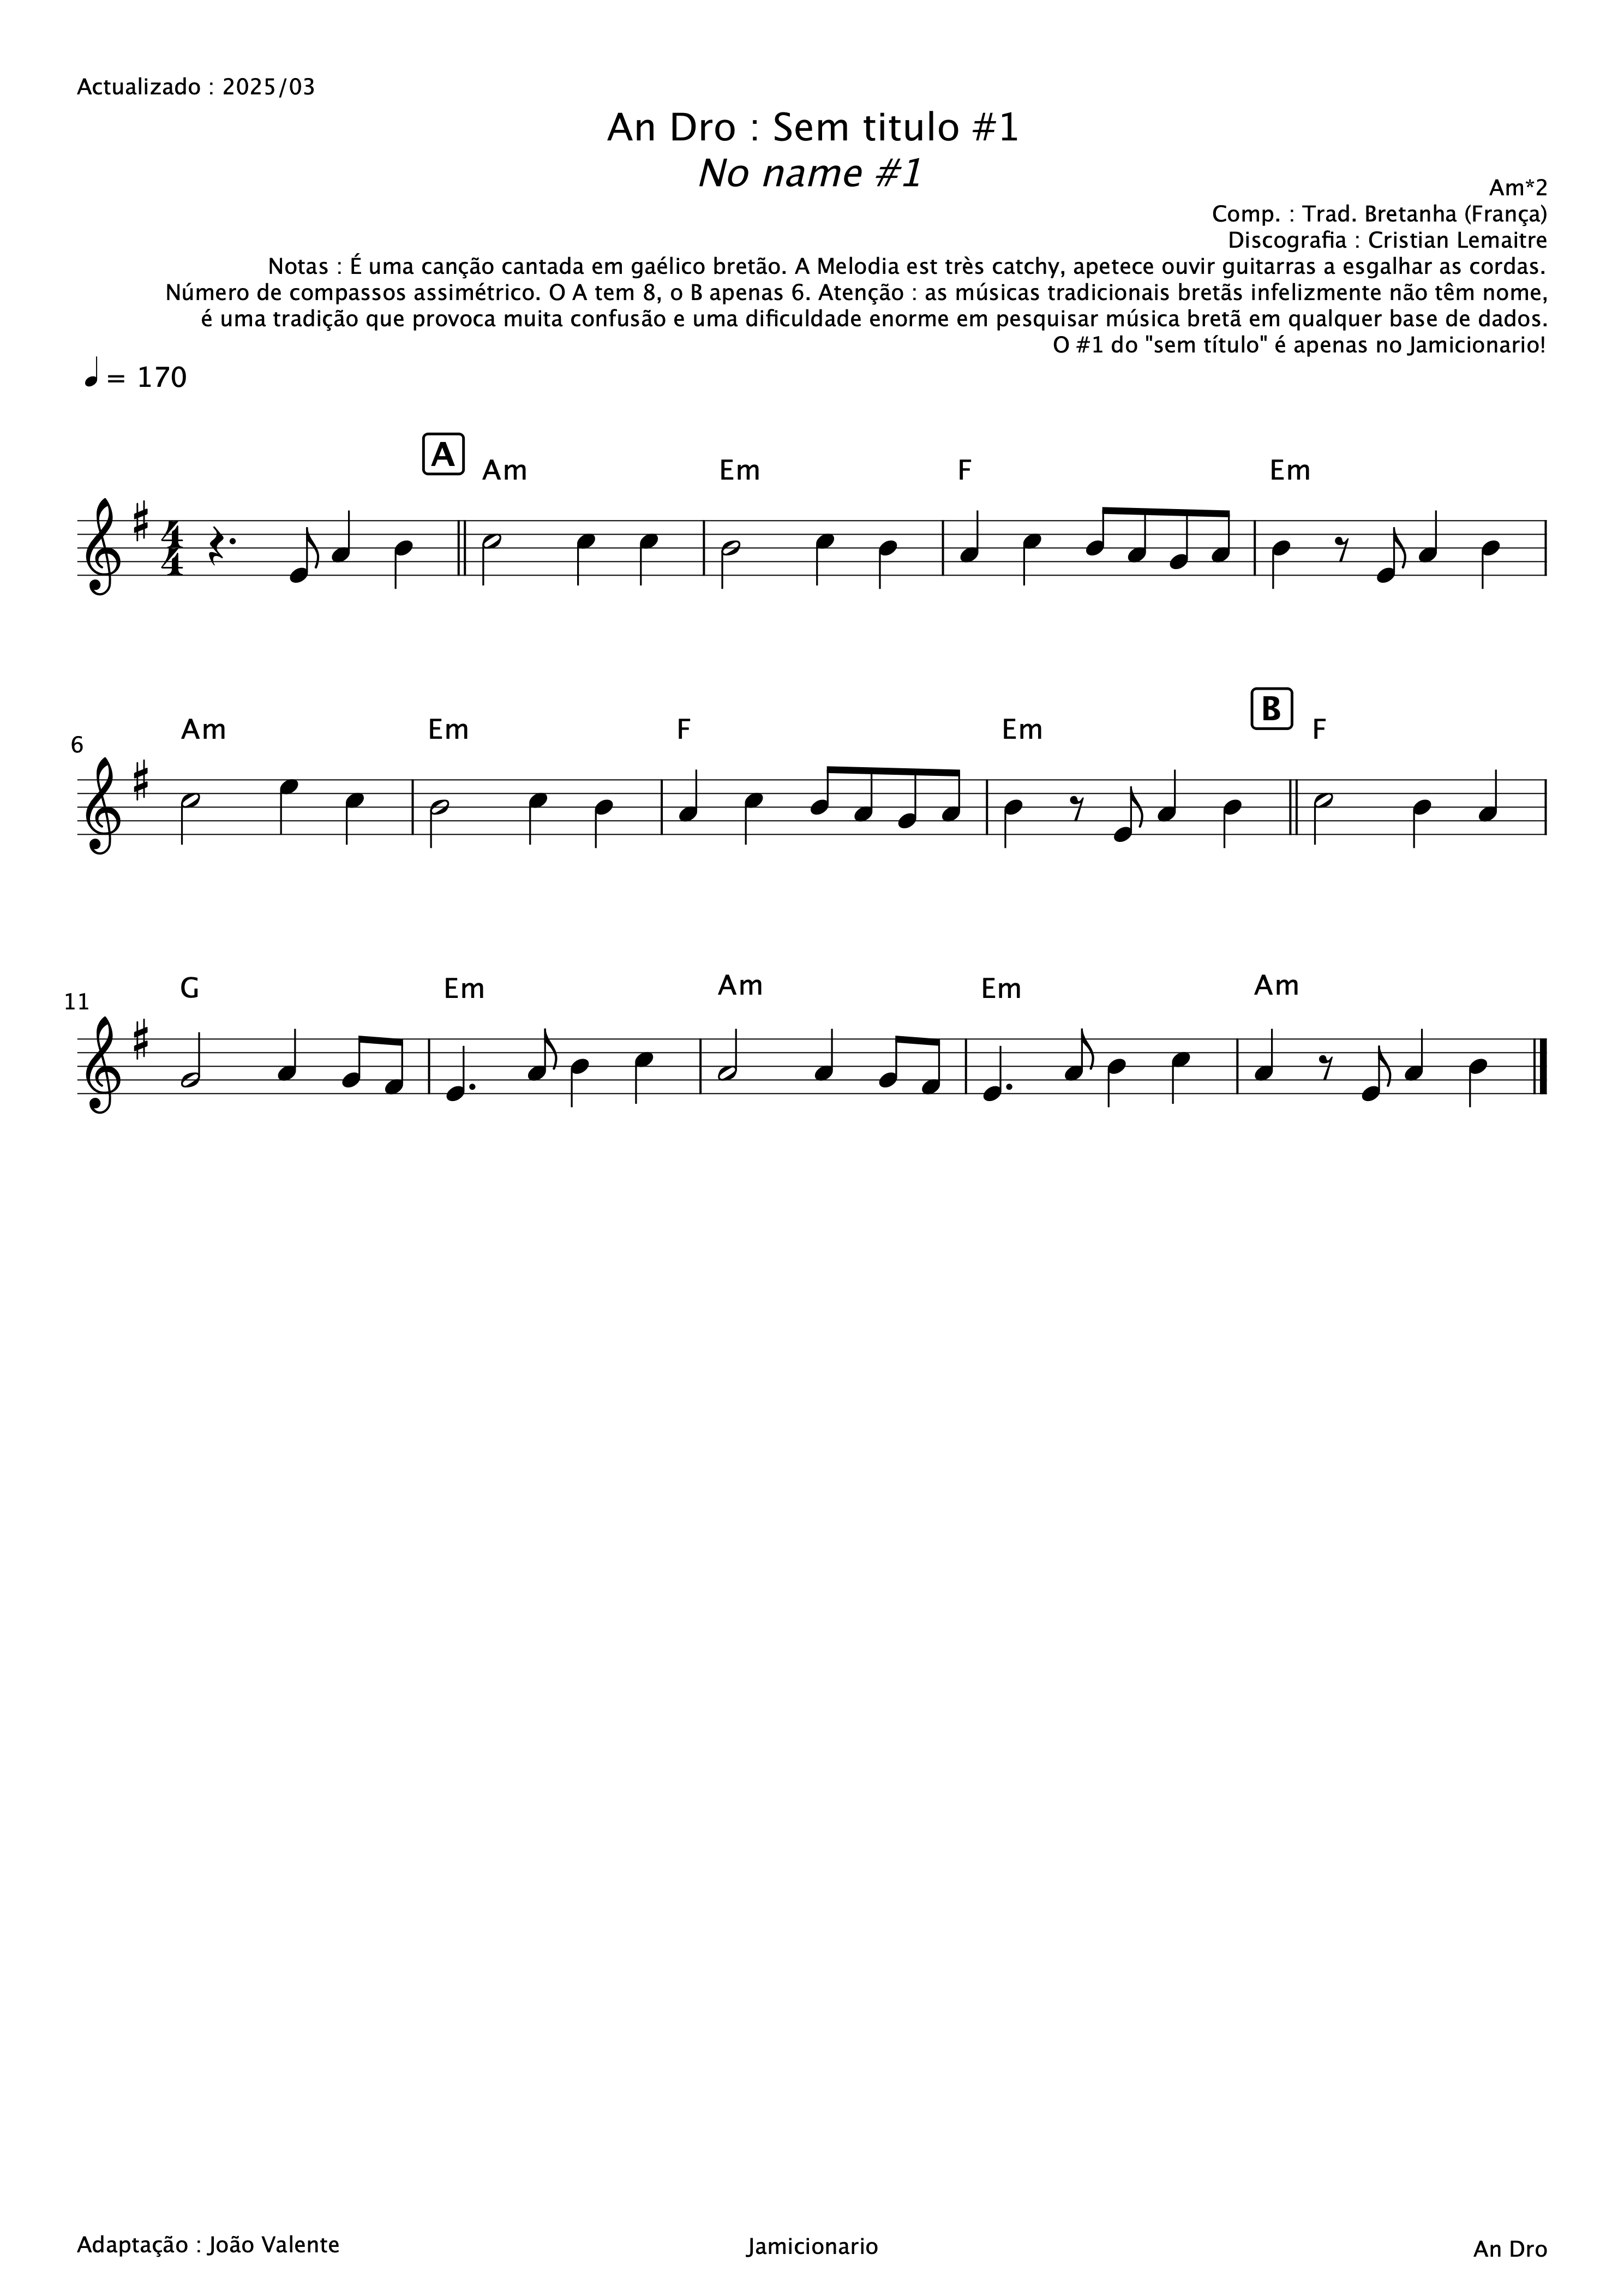 Actualizado : 2025/03
An Dro : Sem titulo #1
No name #1
Am*2
Comp. : Trad. Bretanha (França)
Discografia : Cristian Lemaitre
Notas : É uma canção cantada em gaélico bretão. A Melodia est très catchy, apetece ouvir guitarras a esgalhar as cordas.
Número de compassos assimétrico. O A tem 8, o B apenas 6. Atenção : as músicas tradicionais bretãs infelizmente não têm nome,
é uma tradição que provoca muita confusão e uma dificuldade enorme em pesquisar música bretã em qualquer base de dados.
O #1 do "sem título" é apenas no Jamicionario!
♩ = 170
A
Am Em F Em
4
4
B
6 Am Em F Em F
11 G Em Am Em Am
Adaptação : João Valente
Jamicionario
An Dro